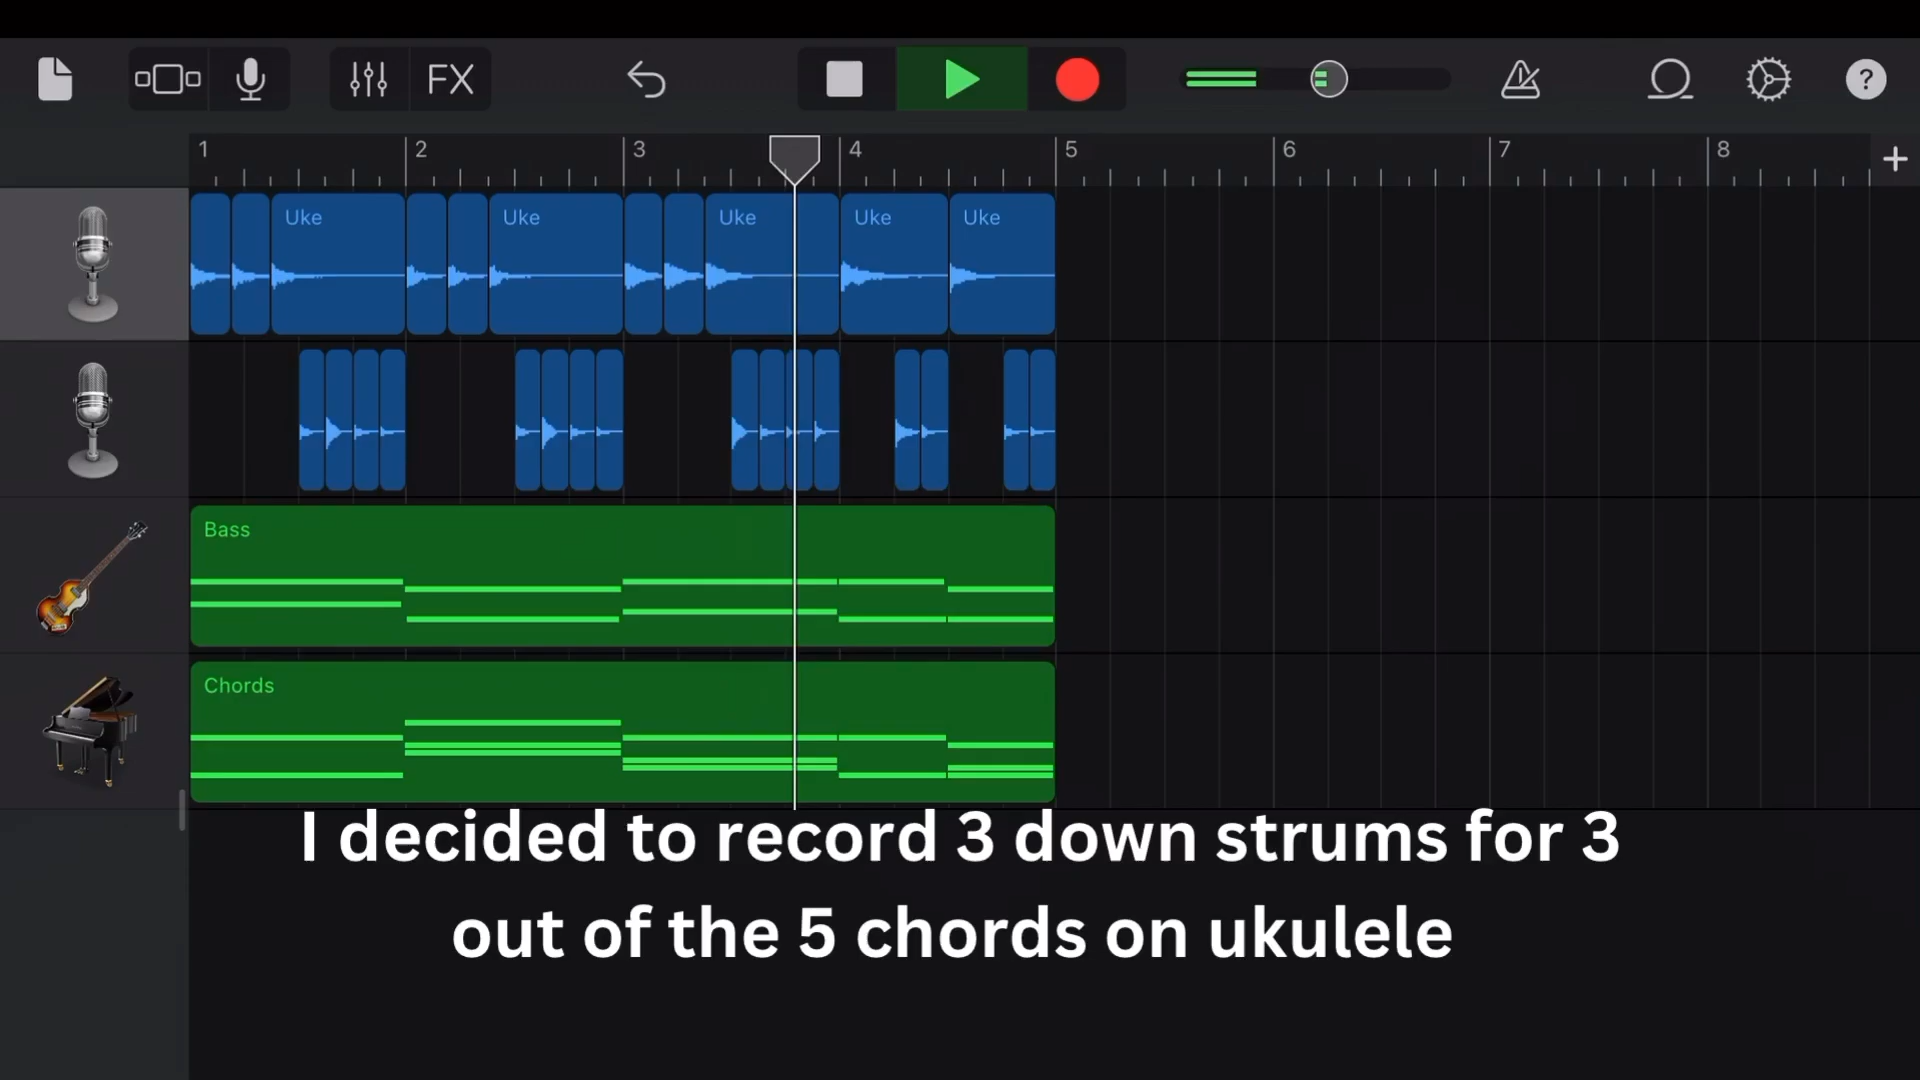 FX
?
1 2 3 4 5 6 7 8 +
Uke Uke Uke Uke Uke
Bass
Chords
I decided to record 3 down strums for 3
out of the 5 chords on ukulele